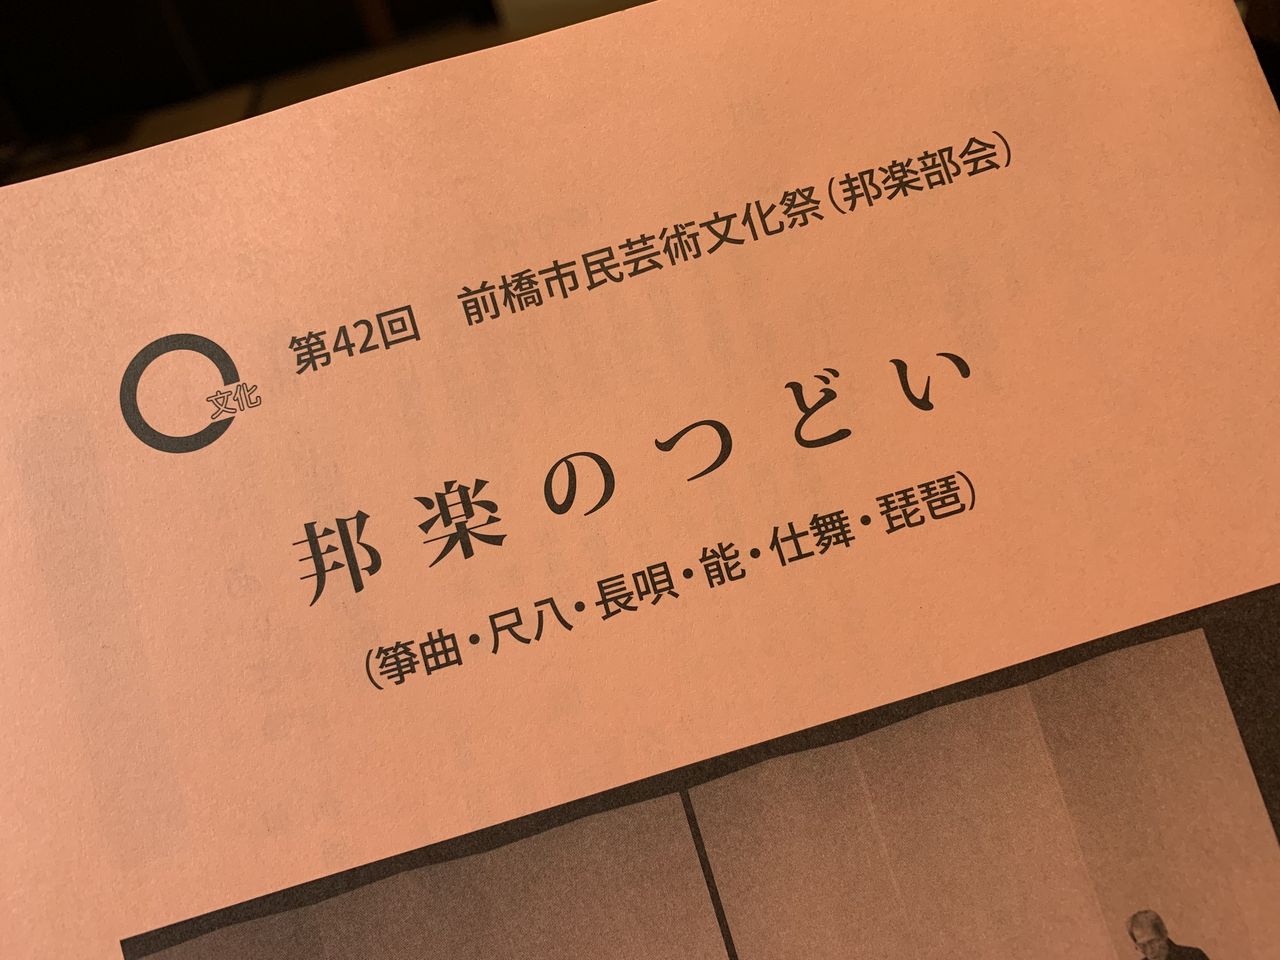 第42回　前橋市民芸術文化祭（邦楽部会）
文化
邦楽のつどい
（箏曲・尺八・長唄・能・仕舞・琵琶）